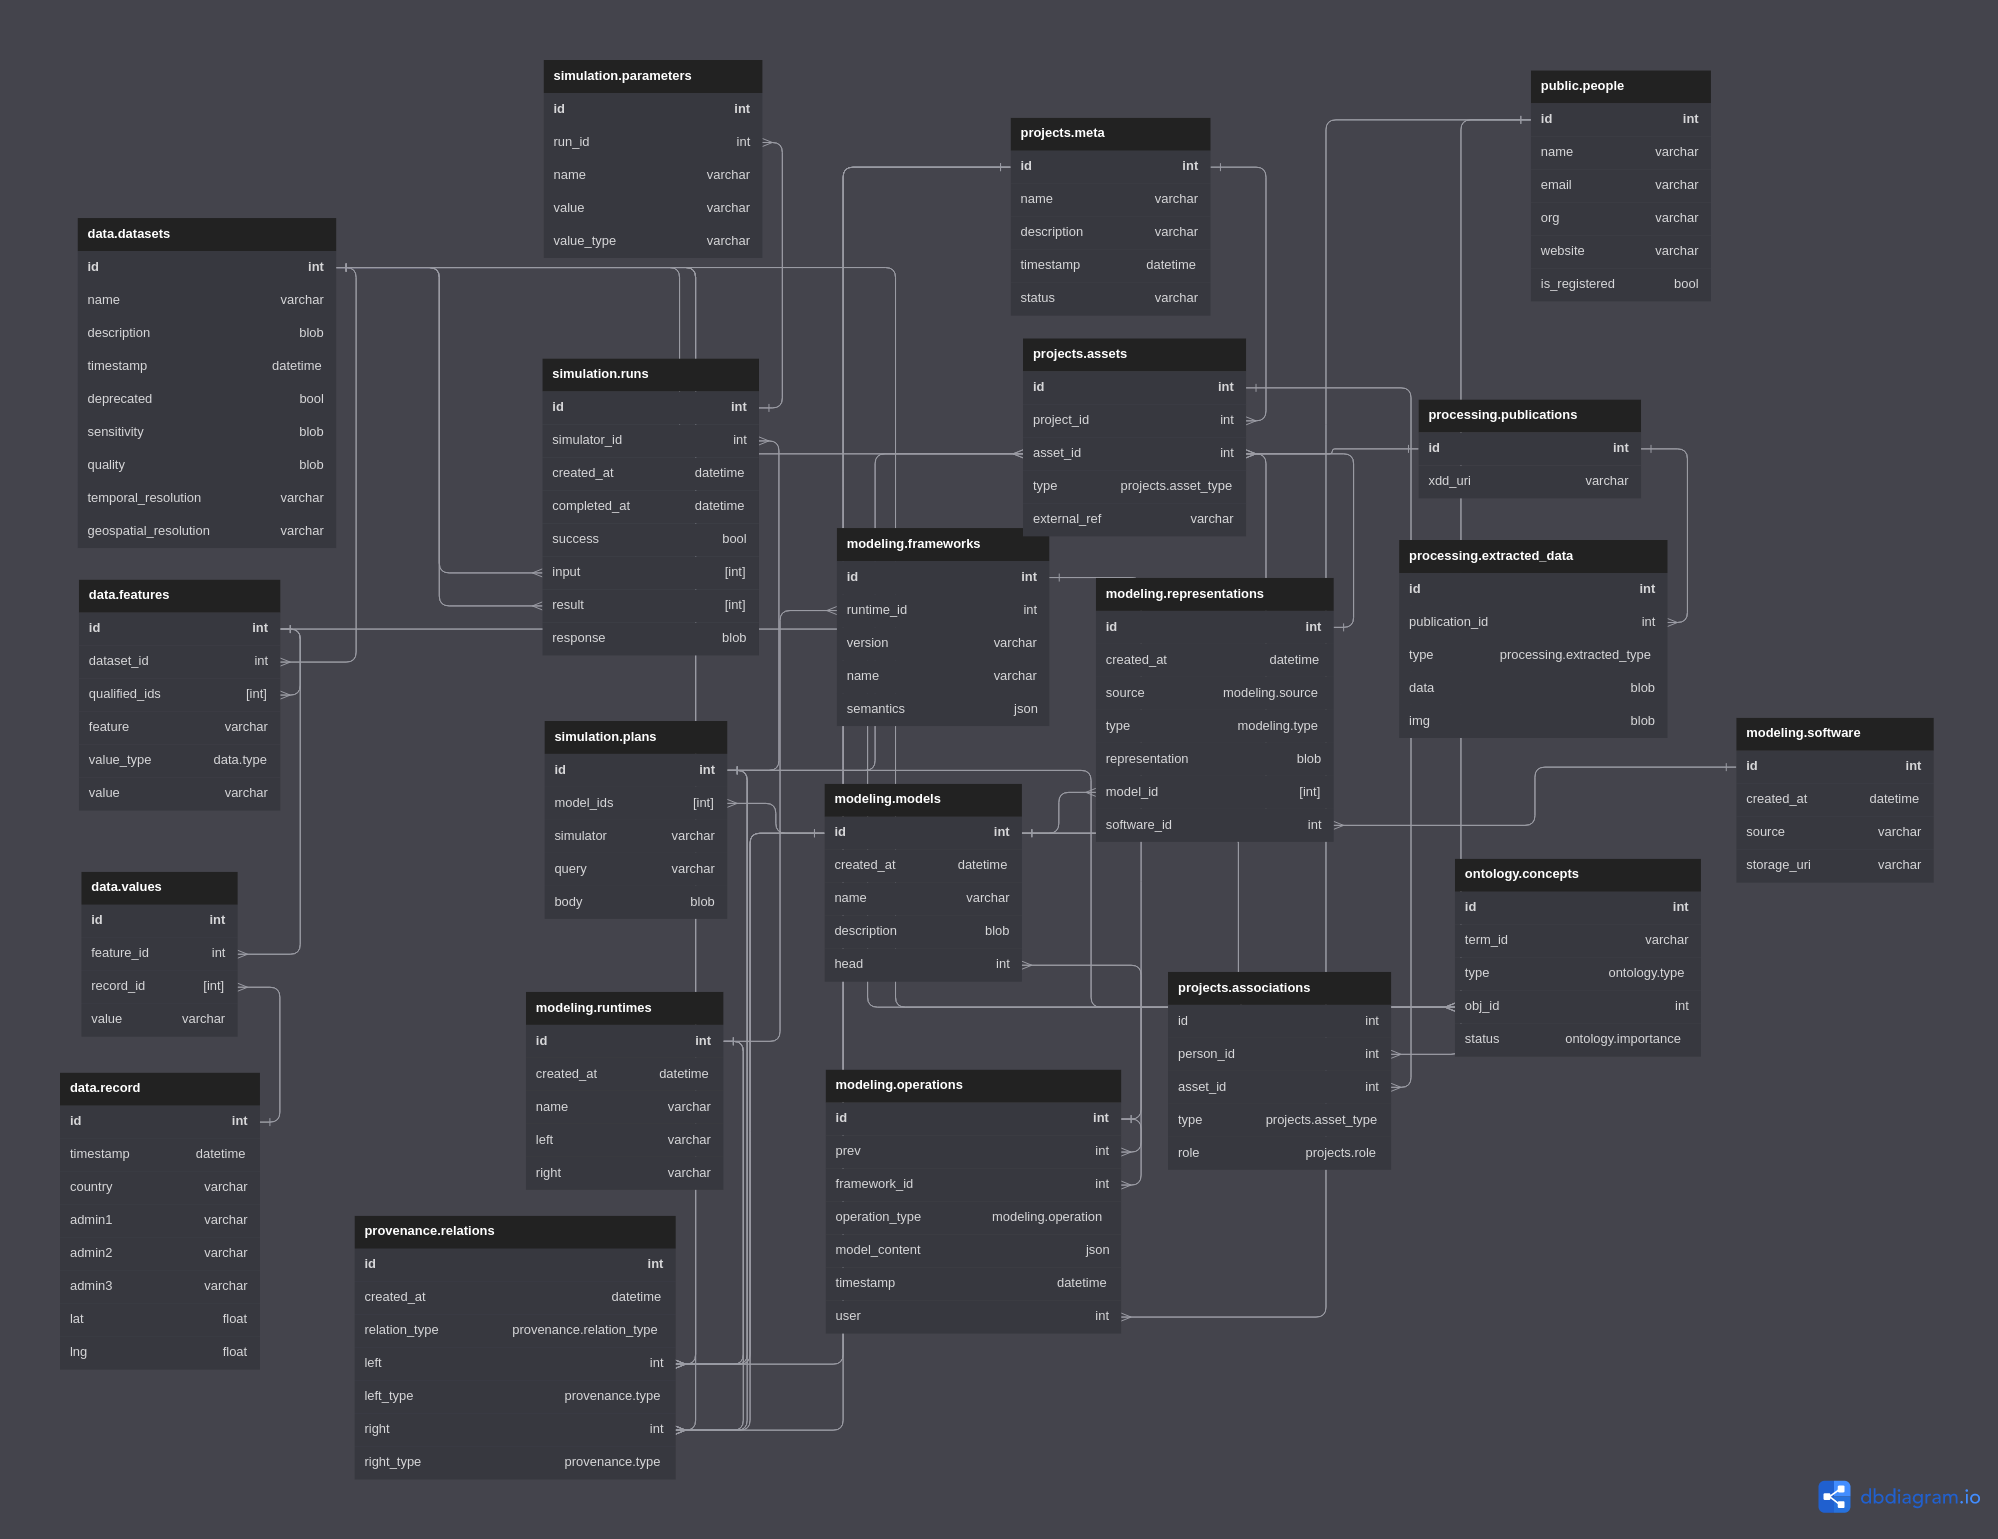 simulation.parameters
id int
run_id int
name varchar
value varchar
value_type varchar
public.people
id int
name varchar
email varchar
org varchar
website varchar
is_registered bool
projects.meta
id int
name varchar
description varchar
timestamp datetime
status varchar
data.datasets
id int
name varchar
description blob
timestamp datetime
deprecated bool
sensitivity blob
quality blob
temporal_resolution varchar
geospatial_resolution varchar
projects.assets
id int
project_id int
asset_id int
type projects.asset_type
external_ref varchar
simulation.runs
id int
simulator_id int
created_at datetime
completed_at datetime
success bool
input [int]
result [int]
response blob
processing.publications
id int
xdd_uri varchar
modeling.frameworks
id int
runtime_id int
version varchar
name varchar
semantics json
processing.extracted_data
id int
publication_id int
type processing.extracted_type
data blob
img blob
modeling.representations
id int
created_at datetime
source modeling.source
type modeling.type
representation blob
model_id [int]
software_id int
data.features
id int
dataset_id int
qualified_ids [int]
feature varchar
value_type data.type
value varchar
simulation.plans
id int
model_ids [int]
simulator varchar
query varchar
body blob
modeling.software
id int
created_at datetime
source varchar
storage_uri varchar
modeling.models
id int
created_at datetime
name varchar
description blob
head int
ontology.concepts
id int
term_id varchar
type ontology.type
obj_id int
status ontology.importance
data.values
id int
feature_id int
record_id [int]
value varchar
projects.associations
id int
person_id int
asset_id int
type projects.asset_type
role projects.role
modeling.runtimes
id int
created_at datetime
name varchar
left varchar
right varchar
modeling.operations
id int
prev int
framework_id int
operation_type modeling.operation
model_content json
timestamp datetime
user int
data.record
id int
timestamp datetime
country varchar
admin1 varchar
admin2 varchar
admin3 varchar
lat float
lng float
provenance.relations
id int
created_at datetime
relation_type provenance.relation_type
left int
left_type provenance.type
right int
right_type provenance.type
dbdiagram.io